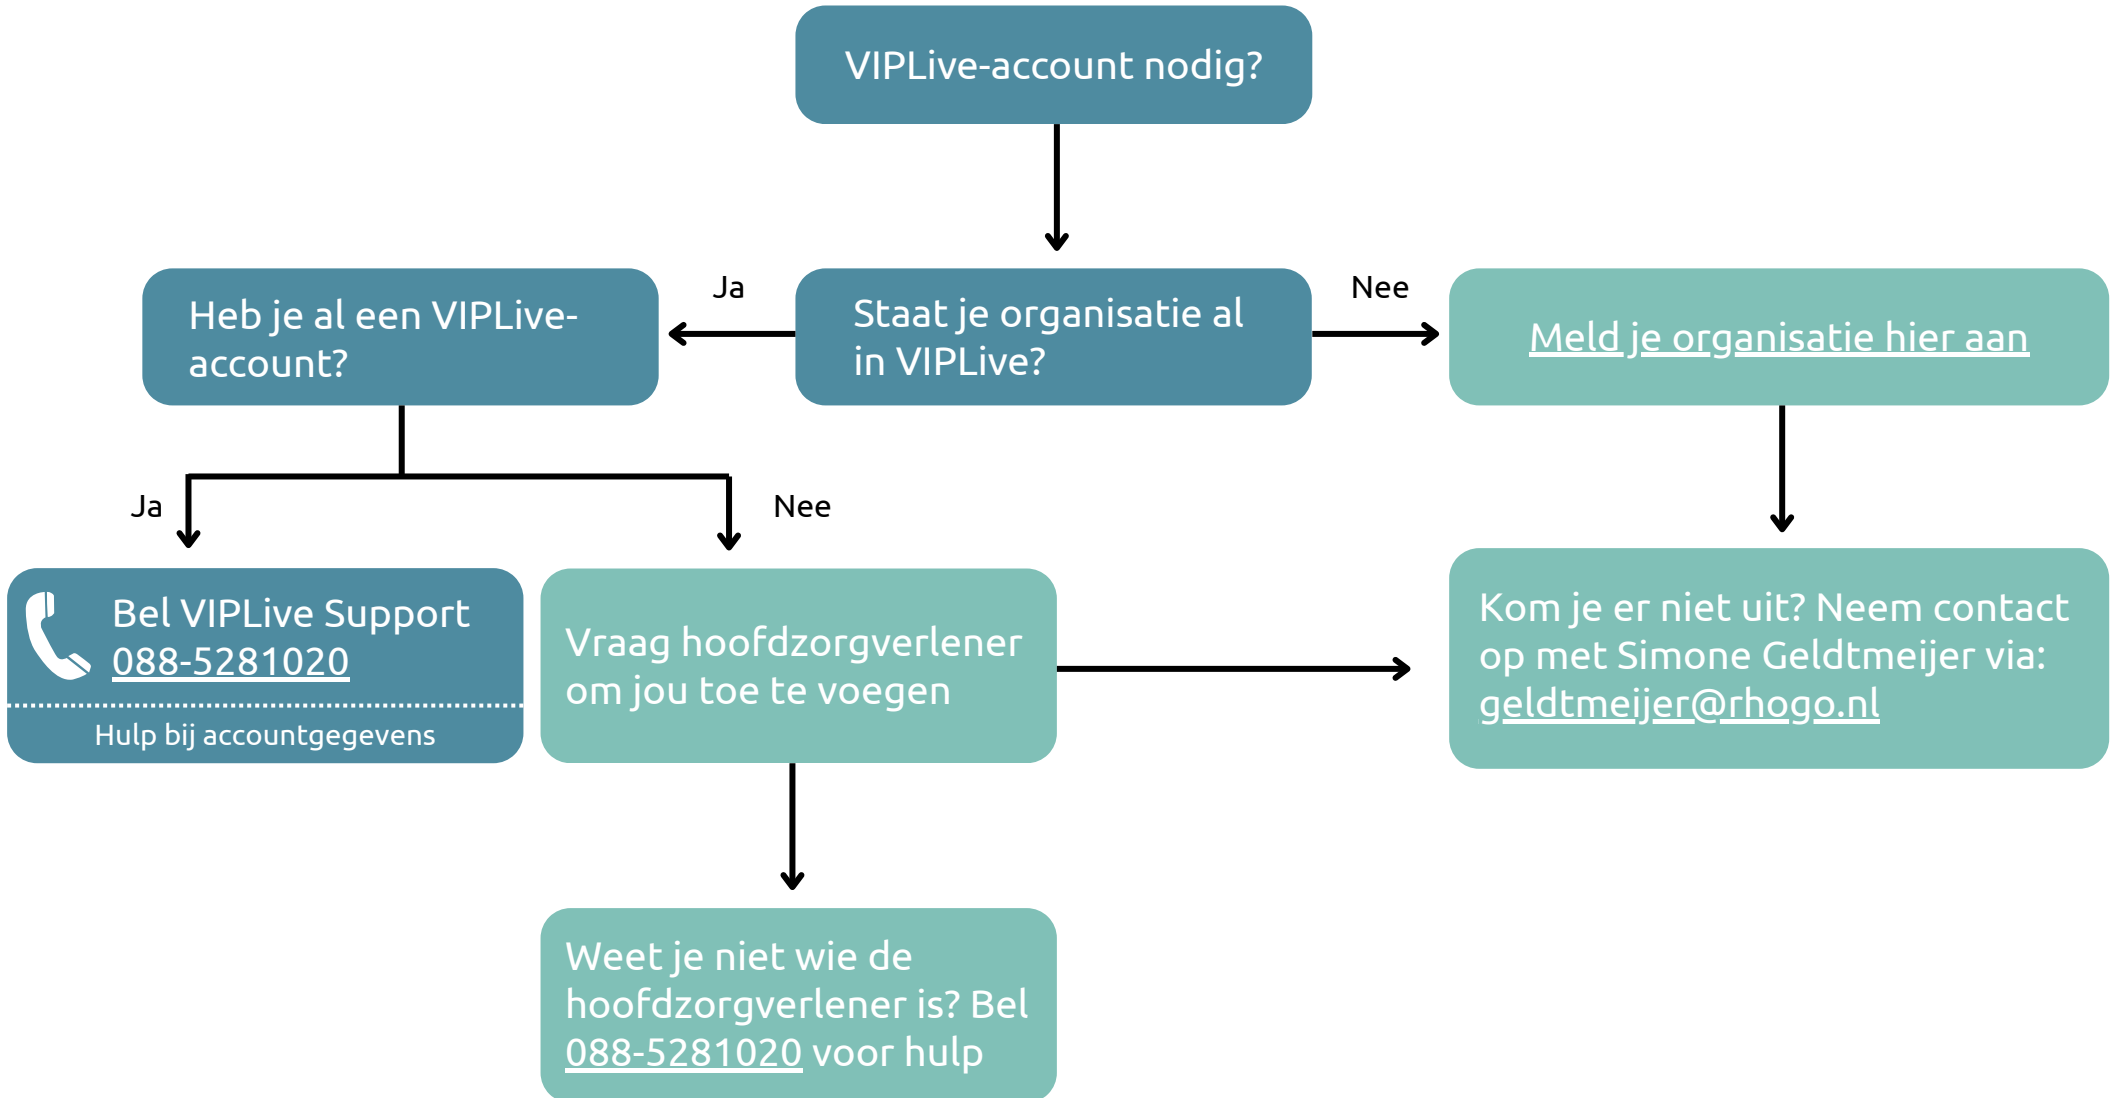 VIPLive-account nodig?
Heb je al een VIPLive-
account?
Ja
Staat je organisatie al
in VIPLive?
Nee
Meld je organisatie hier aan
Ja
Nee
Bel VIPLive Support
088-5281020
Hulp bij accountgegevens
Vraag hoofdzorgverlener
om jou toe te voegen
Kom je er niet uit? Neem contact
op met Simone Geldtmeijer via:
geldtmeijer@rhogo.nl
Weet je niet wie de
hoofdzorgverlener is? Bel
088-5281020 voor hulp